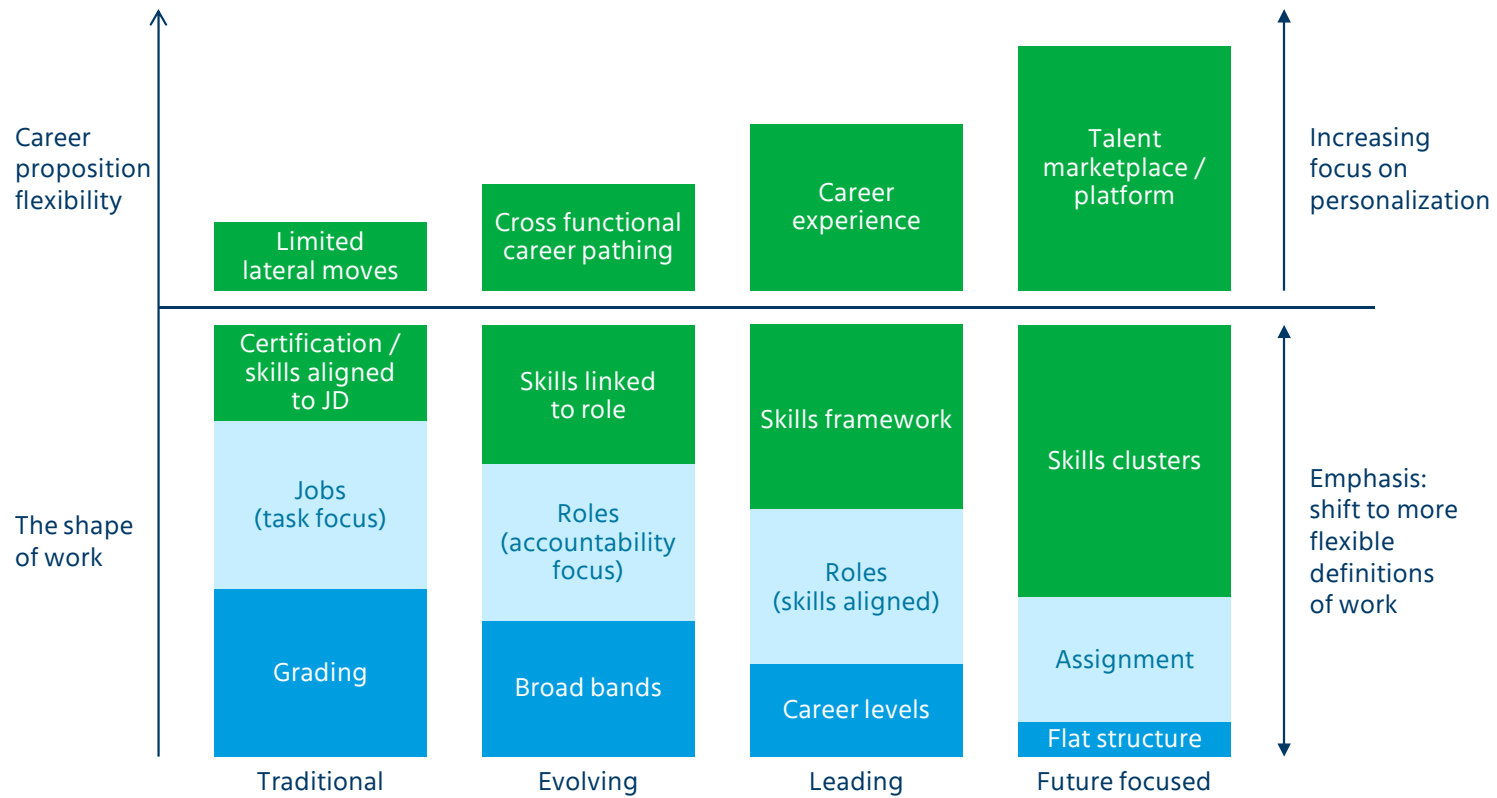 Career
proposition
flexibility
Limited
lateral moves
Cross functional
career pathing
Career
experience
Talent
marketplace /
platform
Increasing
focus on
personalization
The shape
of work
Certification /
skills aligned
to JD
Jobs
(task focus)
Grading
Skills linked
to role
Roles
(accountability
focus)
Broad bands
Skills framework
Roles
(skills aligned)
Career levels
Skills clusters
Assignment
Flat structure
Emphasis:
shift to more
flexible
definitions
of work
Traditional
Evolving
Leading
Future focused